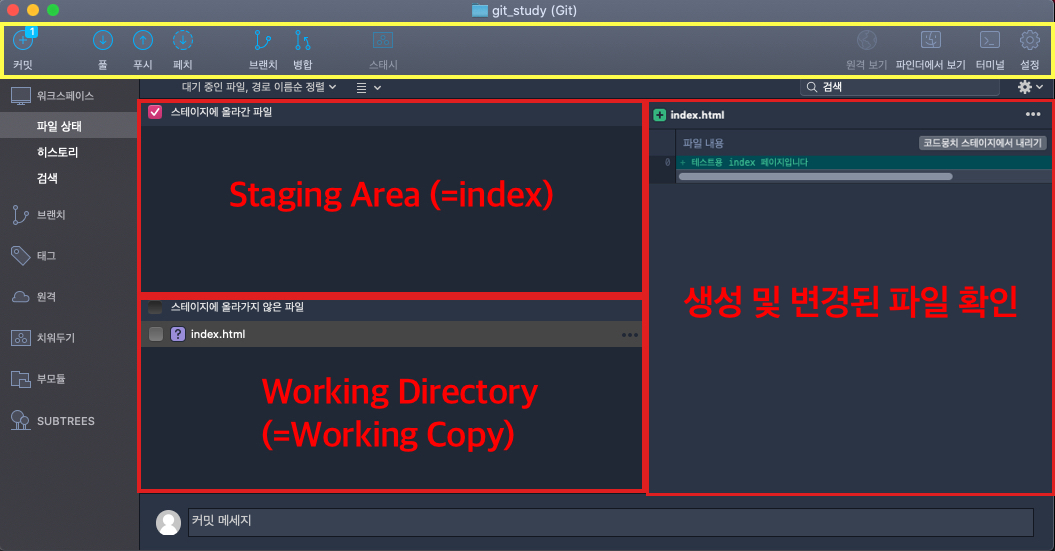 git_study (Git)
1
커밋
풀
푸시
페치
브랜치
병합
스태시
원격 보기
파인더에서 보기
터미널
설정
워크스페이스
파일 상태
히스토리
검색
브랜치
태그
원격
치워두기
부모듈
SUBTREES
대기 중인 파일, 경로 이름순 정렬
검색
스테이지에 올라간 파일
Staging Area (=index)
스테이지에 올라가지 않은 파일
? index.html
Working Directory
(=Working Copy)
index.html
파일 내용
코드뭉치 스테이지에서 내리기
0 + 테스트용 index 페이지입니다
생성 및 변경된 파일 확인
커밋 메세지